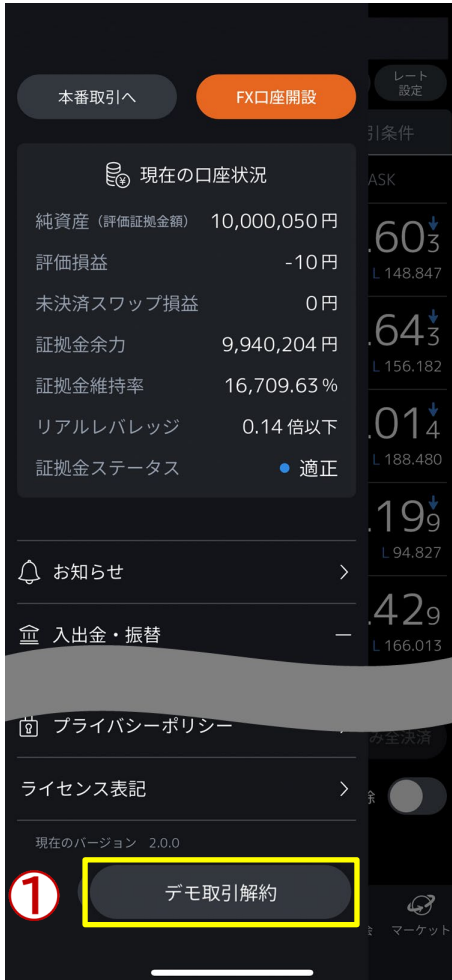 本番取引へ
FX口座開設
レート
設定
引条件
現在の口座状況
ASK
純資産（評価証拠金額） 10,000,050円
.603
L 148.847
評価損益 -10円
未決済スワップ損益 0円
.643
証拠金余力 9,940,204円
L 156.182
証拠金維持率 16,709.63%
リアルレバレッジ 0.14倍以下
.014
L 188.480
証拠金ステータス 適正
.199
L 94.827
お知らせ
.429
入出金・振替
L 166.013
プライバシーポリシー
み全決済
ライセンス表記
除
現在のバージョン 2.0.0
1
デモ取引解約
金 マーケット